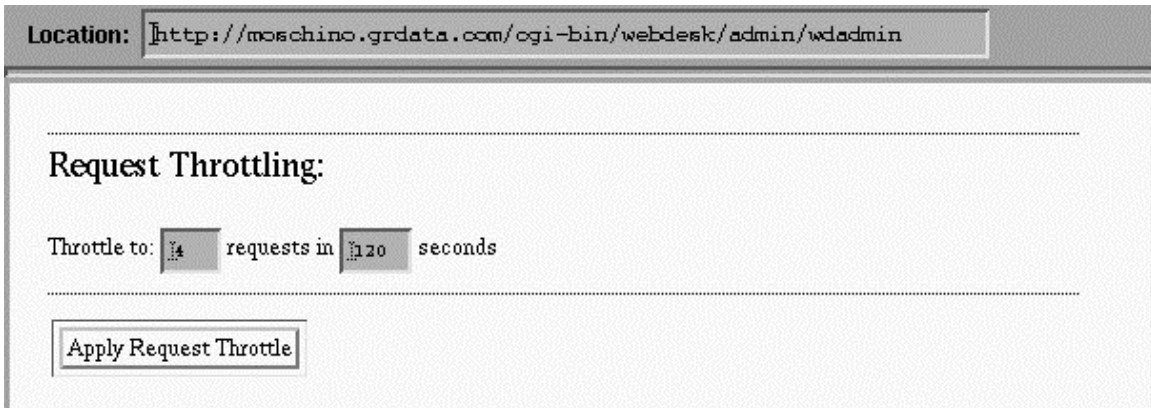 Location: http://moschino.grdata.com/cgi-bin/webdesk/admin/wdadmin
Request Throttling:
Throttle to: 4 requests in 120 seconds
Apply Request Throttle